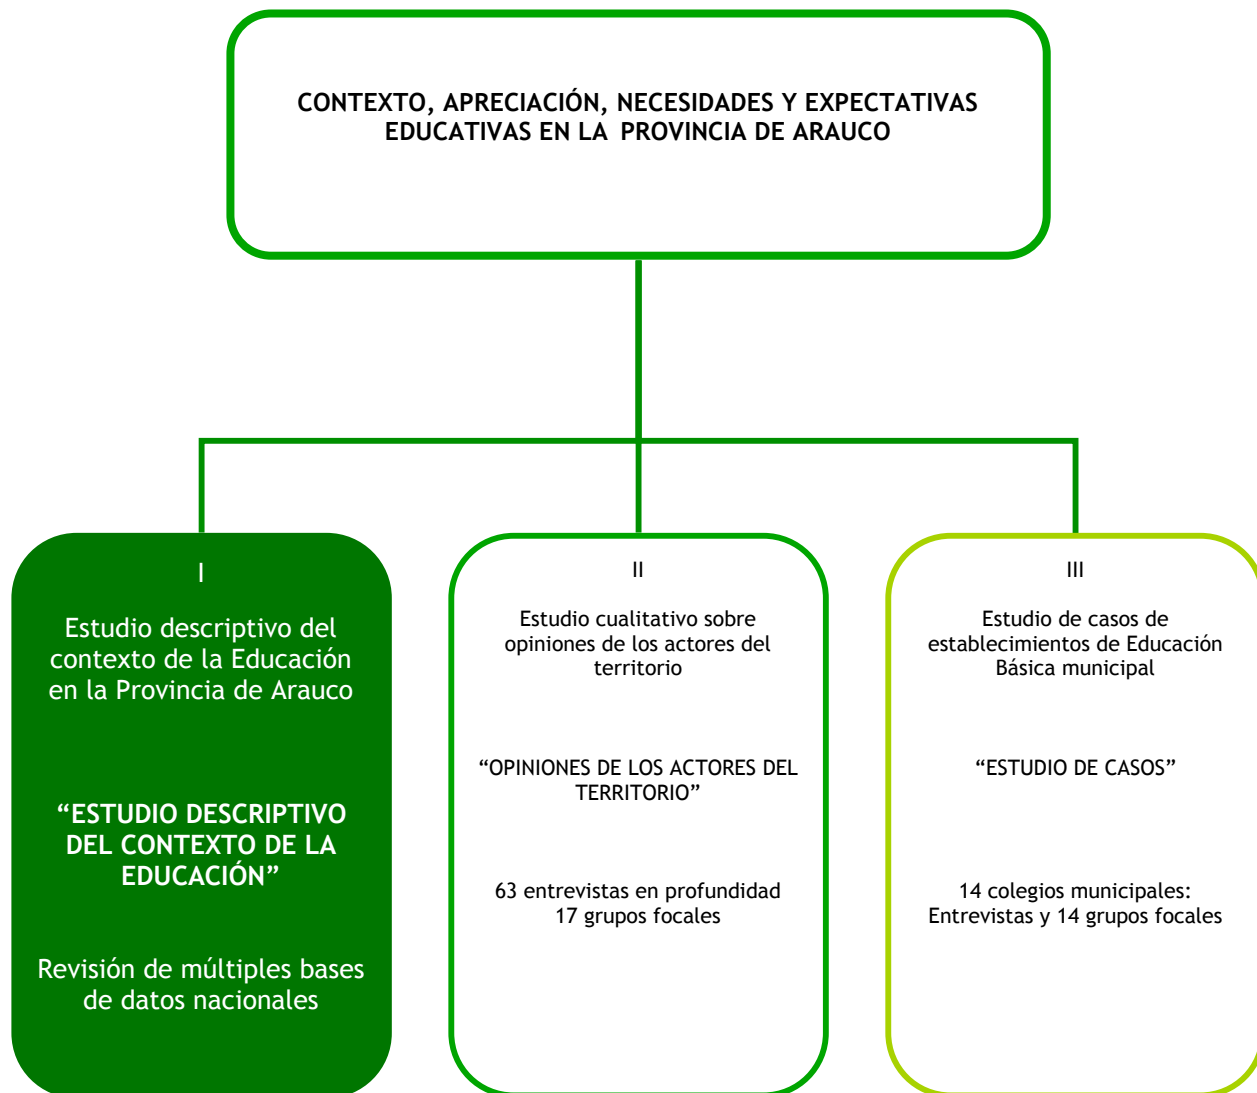 CONTEXTO, APRECIACIÓN, NECESIDADES Y EXPECTATIVAS
EDUCATIVAS EN LA PROVINCIA DE ARAUCO
I
Estudio descriptivo del
contexto de la Educación
en la Provincia de Arauco
“ESTUDIO DESCRIPTIVO
DEL CONTEXTO DE LA
EDUCACIÓN”
Revisión de múltiples bases
de datos nacionales
II
Estudio cualitativo sobre
opiniones de los actores del
territorio
“OPINIONES DE LOS ACTORES DEL
TERRITORIO”
63 entrevistas en profundidad
17 grupos focales
III
Estudio de casos de
establecimientos de Educación
Básica municipal
“ESTUDIO DE CASOS”
14 colegios municipales:
Entrevistas y 14 grupos focales